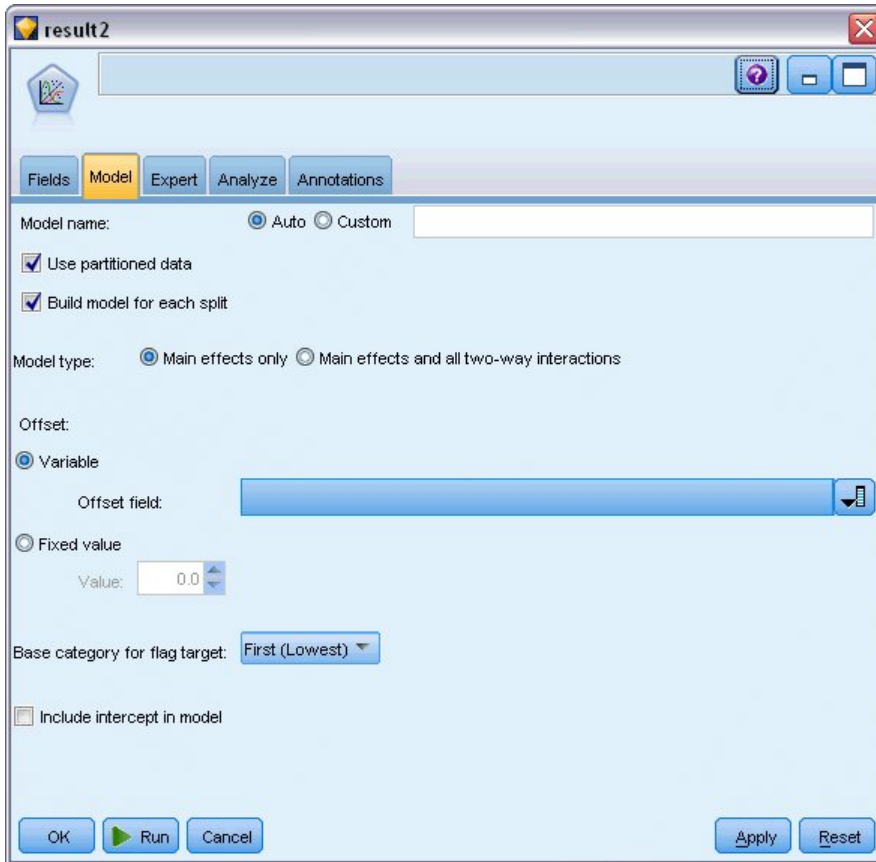 result2
Fields Model Expert Analyze Annotations
Model name: Auto Custom
Use partitioned data
Build model for each split
Model type: Main effects only Main effects and all two-way interactions
Offset:
Variable
Offset field:
Fixed value
Value: 0.0
Base category for flag target: First (Lowest)
Include intercept in model
OK Run Cancel Apply Reset